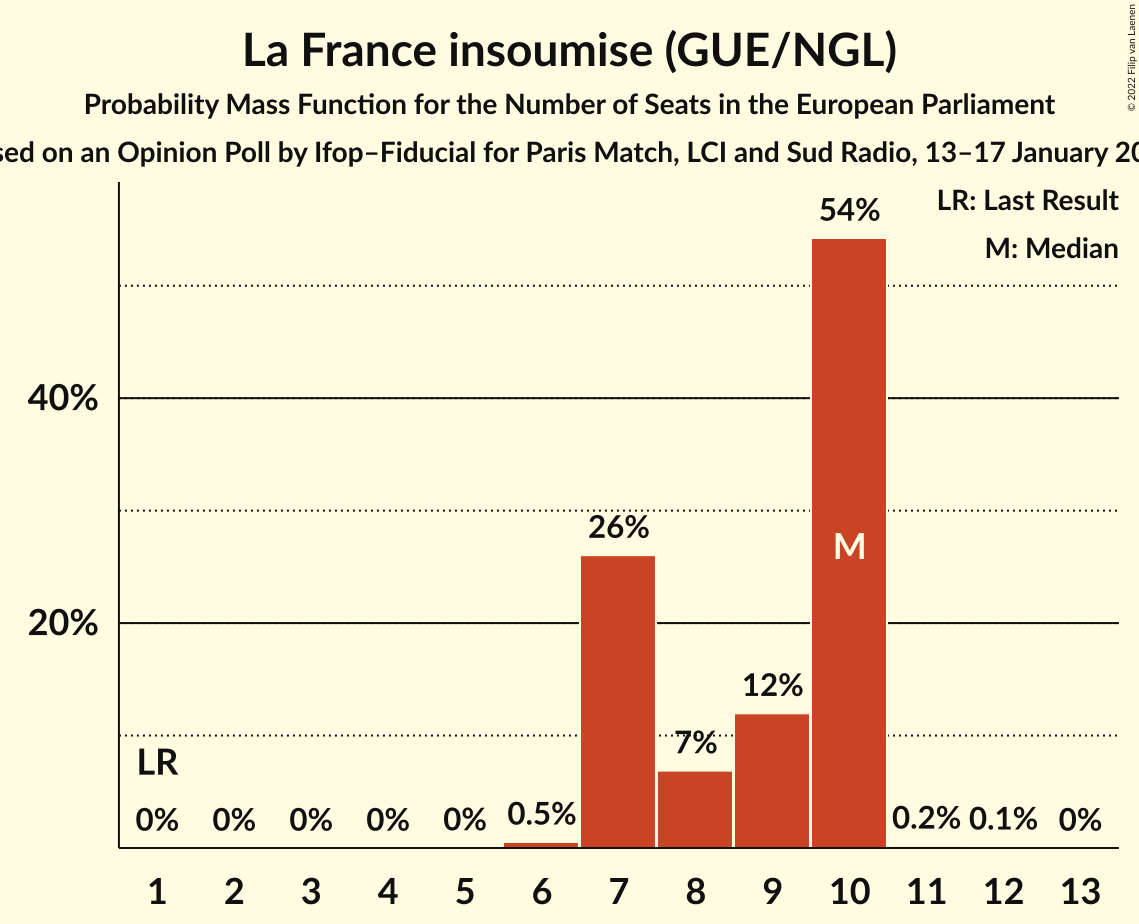 La France insoumise (GUE/NGL)
Probability Mass Function for the Number of Seats in the European Parliament
sed on an Opinion Poll by Ifop–Fiducial for Paris Match, LCI and Sud Radio, 13–17 January 20
© 2022 Filip van Laenen
LR: Last Result
M: Median
54%
40%
26%
M
20%
12%
7%
LR
0% 0% 0% 0% 0% 0.5% 0.2% 0.1% 0%
1 2 3 4 5 6 7 8 9 10 11 12 13